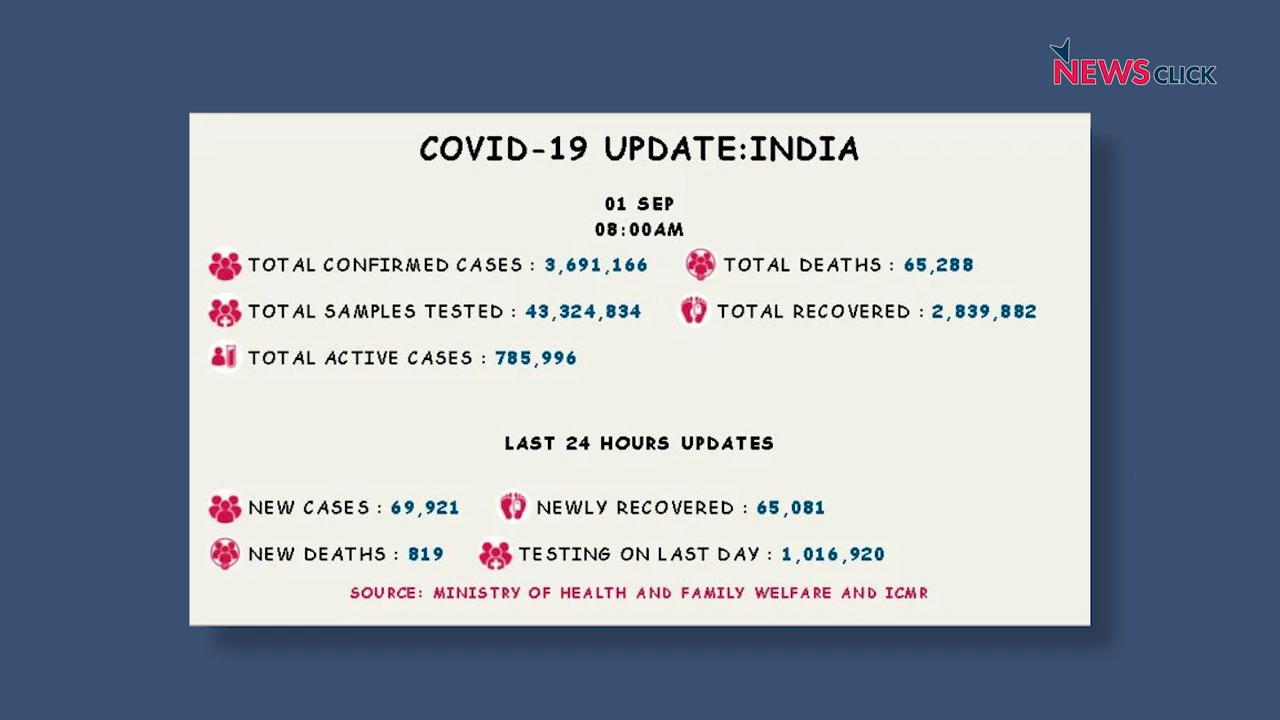 NEWSCLICK
COVID-19 UPDATE:INDIA
01 SEP
08:00AM
TOTAL CONFIRMED CASES : 3,691,166 TOTAL DEATHS : 65,288
TOTAL SAMPLES TESTED : 43,324,834 TOTAL RECOVERED : 2,839,882
TOTAL ACTIVE CASES : 785,996
LAST 24 HOURS UPDATES
NEW CASES : 69,921 NEWLY RECOVERED : 65,081
NEW DEATHS : 819 TESTING ON LAST DAY : 1,016,920
SOURCE: MINISTRY OF HEALTH AND FAMILY WELFARE AND ICMR